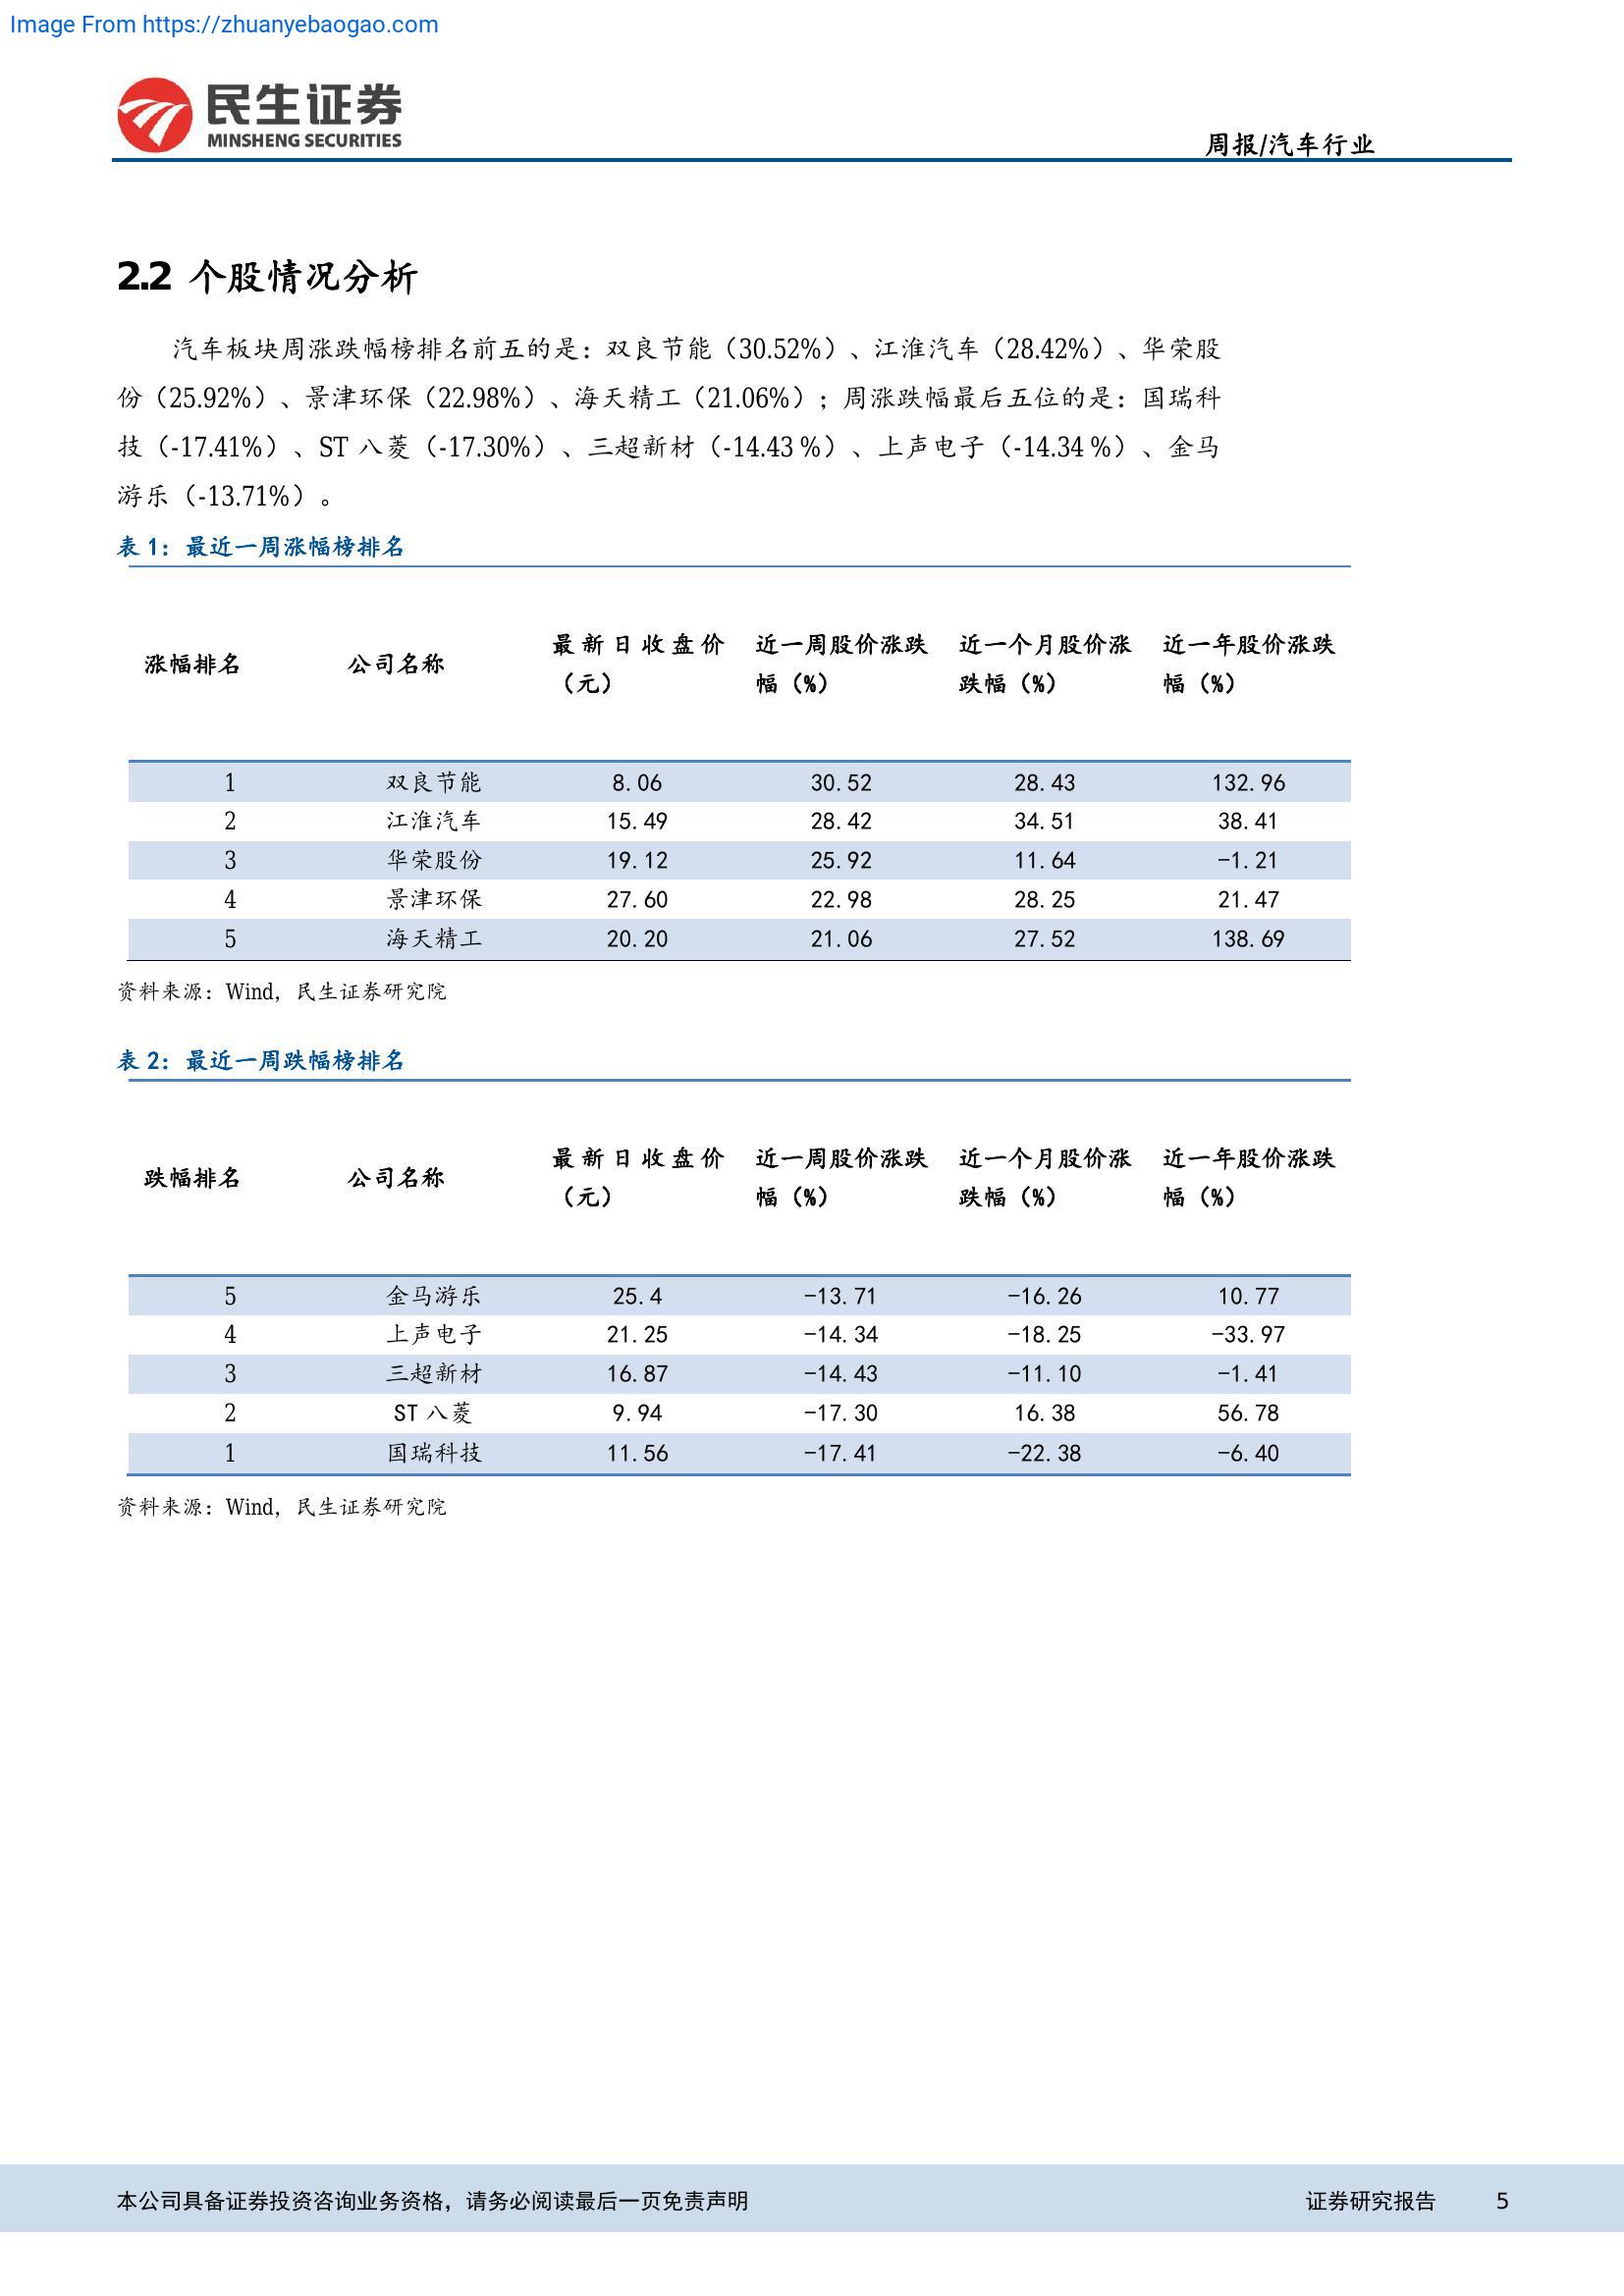 Image From https://zhuanyebaogao.com
民生证券
MINSHENG SECURITIES
周报/汽车行业
2.2 个股情况分析
汽车板块周涨跌幅榜排名前五的是：双良节能（30.52%）、江淮汽车（28.42%）、华荣股
份（25.92%）、景津环保（22.98%）、海天精工（21.06%）；周涨跌幅最后五位的是：国瑞科
技（-17.41%）、ST 八菱（-17.30%）、三超新材（-14.43 %）、上声电子（-14.34 %）、金马
游乐（-13.71%）。
表 1：最近一周涨幅榜排名
涨幅排名 公司名称 最新日收盘价（元） 近一周股价涨跌幅（%） 近一个月股价涨跌幅（%） 近一年股价涨跌幅（%）
1 双良节能 8.06 30.52 28.43 132.96
2 江淮汽车 15.49 28.42 34.51 38.41
3 华荣股份 19.12 25.92 11.64 -1.21
4 景津环保 27.60 22.98 28.25 21.47
5 海天精工 20.20 21.06 27.52 138.69
资料来源：Wind，民生证券研究院
表 2：最近一周跌幅榜排名
跌幅排名 公司名称 最新日收盘价（元） 近一周股价涨跌幅（%） 近一个月股价涨跌幅（%） 近一年股价涨跌幅（%）
5 金马游乐 25.4 -13.71 -16.26 10.77
4 上声电子 21.25 -14.34 -18.25 -33.97
3 三超新材 16.87 -14.43 -11.10 -1.41
2 ST 八菱 9.94 -17.30 16.38 56.78
1 国瑞科技 11.56 -17.41 -22.38 -6.40
资料来源：Wind，民生证券研究院
本公司具备证券投资咨询业务资格，请务必阅读最后一页免责声明 证券研究报告 5